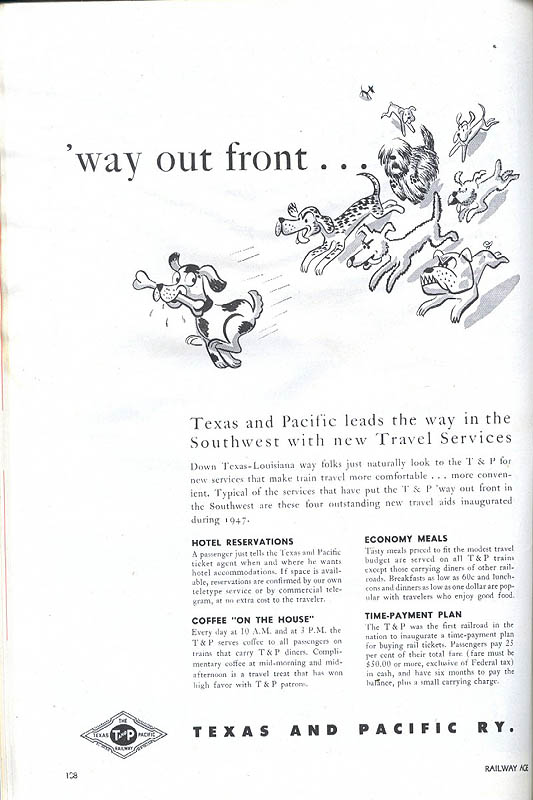 'way out front . . .
Texas and Pacific leads the way in the
Southwest with new Travel Services
Down Texas-Louisiana way folks just naturally look to the T & P for
new services that make train travel more comfortable . . . more conven-
ient. Typical of the services that have put the T & P 'way out front in
the Southwest are these four outstanding new travel aids inaugurated
during 1947.
HOTEL RESERVATIONS
A passenger just tells the Texas and Pacific
ticket agent when and where he wants
hotel accommodations. If space is avail-
able, reservations are confirmed by our own
teletype service or by commercial tele-
gram, at no extra cost to the traveler.
COFFEE "ON THE HOUSE"
Every day at 10 A.M. and at 3 P.M. the
T & P serves coffee to all passengers on
trains that carry T & P diners. Compli-
mentary coffee at mid-morning and mid-
afternoon is a travel treat that has won
high favor with T & P patrons.
ECONOMY MEALS
Tasty meals priced to fit the modest travel
budget are served on all T & P trains
except those carrying diners of other rail-
roads. Breakfasts as low as 60c and lunch-
eons and dinners as low as one dollar are pop-
ular with travelers who enjoy good food.
TIME-PAYMENT PLAN
The T & P was the first railroad in the
nation to inaugurate a time-payment plan
for buying rail tickets. Passengers pay 25
per cent of their total fare (fare must be
$50.00 or more, exclusive of Federal tax)
in cash, and have six months to pay the
balance, plus a small carrying charge.
THE
TEXAS T AND P PACIFIC
RAILWAY
TEXAS AND PACIFIC RY.
128
RAILWAY AGE